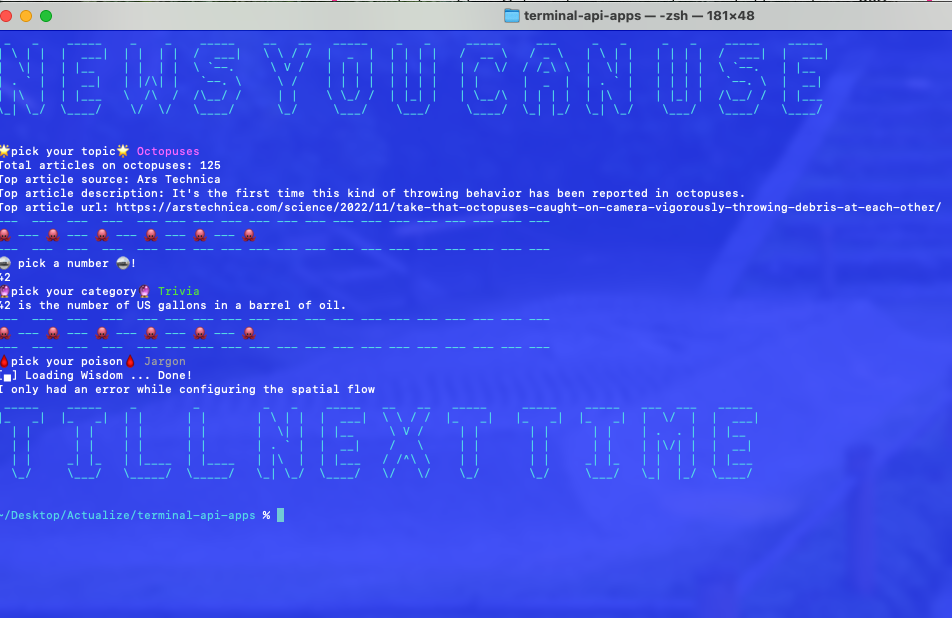 terminal-api-apps — -zsh — 181×48
NEWS YOU CAN USE
🌟pick your topic🌟 Octopuses
Total articles on octopuses: 125
Top article source: Ars Technica
Top article description: It's the first time this kind of throwing behavior has been reported in octopuses.
Top article url: https://arstechnica.com/science/2022/11/take-that-octopuses-caught-on-camera-vigorously-throwing-debris-at-each-other/
pick a number !
42
🔮pick your category🔮 Trivia
42 is the number of US gallons in a barrel of oil.
🩸pick your poison🩸 Jargon
[▄] Loading Wisdom ... Done!
I only had an error while configuring the spatial flow
TILL NEXT TIME
~/Desktop/Actualize/terminal-api-apps %